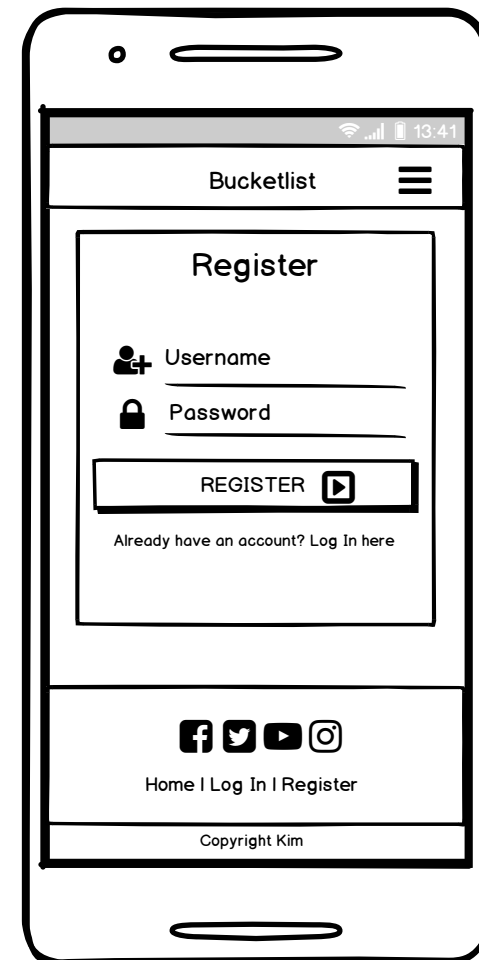 13:41
Bucketlist
Register
Username
Password
REGISTER
Already have an account? Log In here
Home | Log In | Register
Copyright Kim